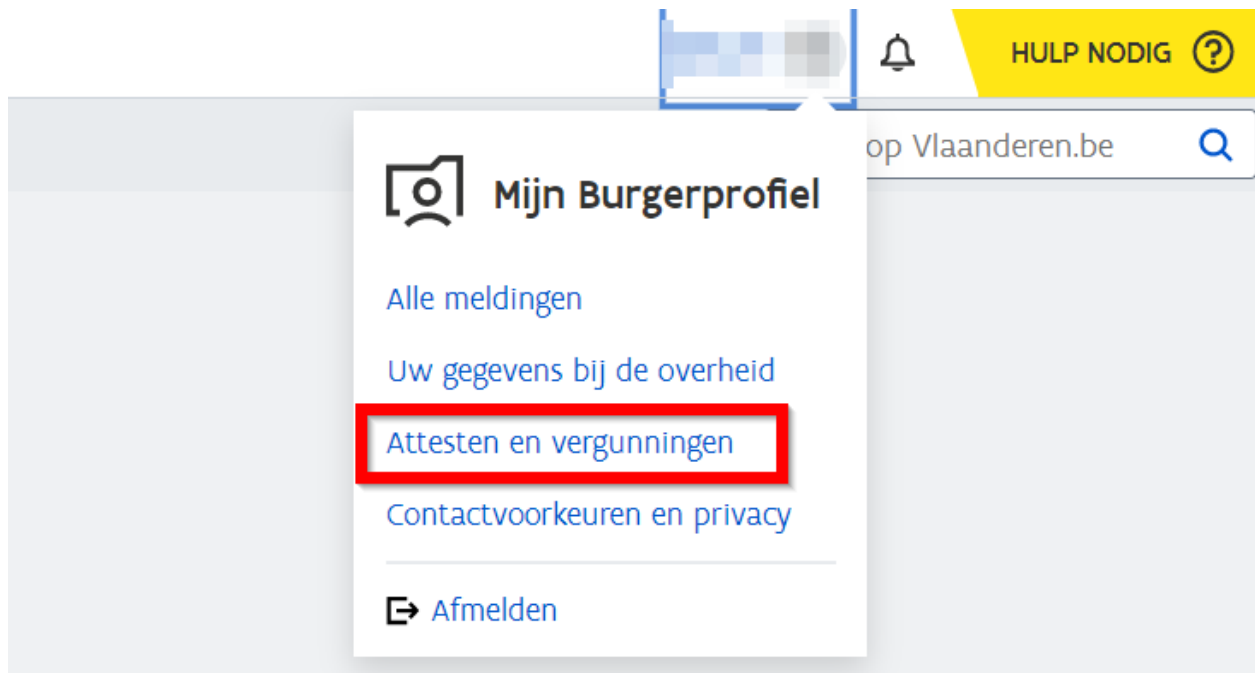 HULP NODIG
op Vlaanderen.be
Mijn Burgerprofiel
Alle meldingen
Uw gegevens bij de overheid
Attesten en vergunningen
Contactvoorkeuren en privacy
Afmelden